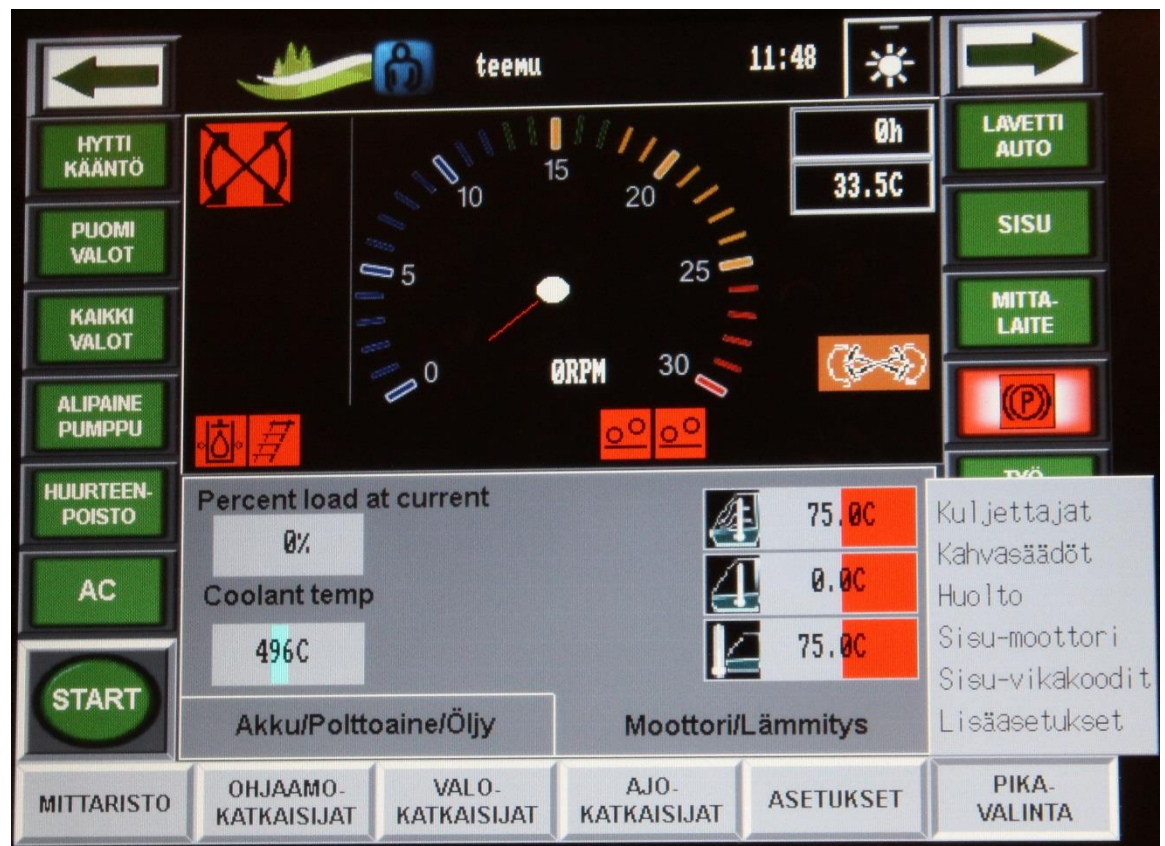 teemu
11:48
HYTTI
KÄÄNTÖ
PUOMI
VALOT
KAIKKI
VALOT
ALIPAINE
PUMPPU
HUURTEEN-
POISTO
AC
START
0h
33.5C
0
5
10
15
20
25
30
0RPM
LAVETTI
AUTO
SISU
MITTA-
LAITE
(P)
TYÖ
Percent load at current
0%
Coolant temp
496C
75.0C
0.0C
75.0C
Kuljettajat
Kahvasäädöt
Huolto
Sisu-moottori
Sisu-vikakoodit
Lisäasetukset
Akku/Polttoaine/Öljy
Moottori/Lämmitys
MITTARISTO
OHJAAMO-
KATKAISIJAT
VALO-
KATKAISIJAT
AJO-
KATKAISIJAT
ASETUKSET
PIKA-
VALINTA